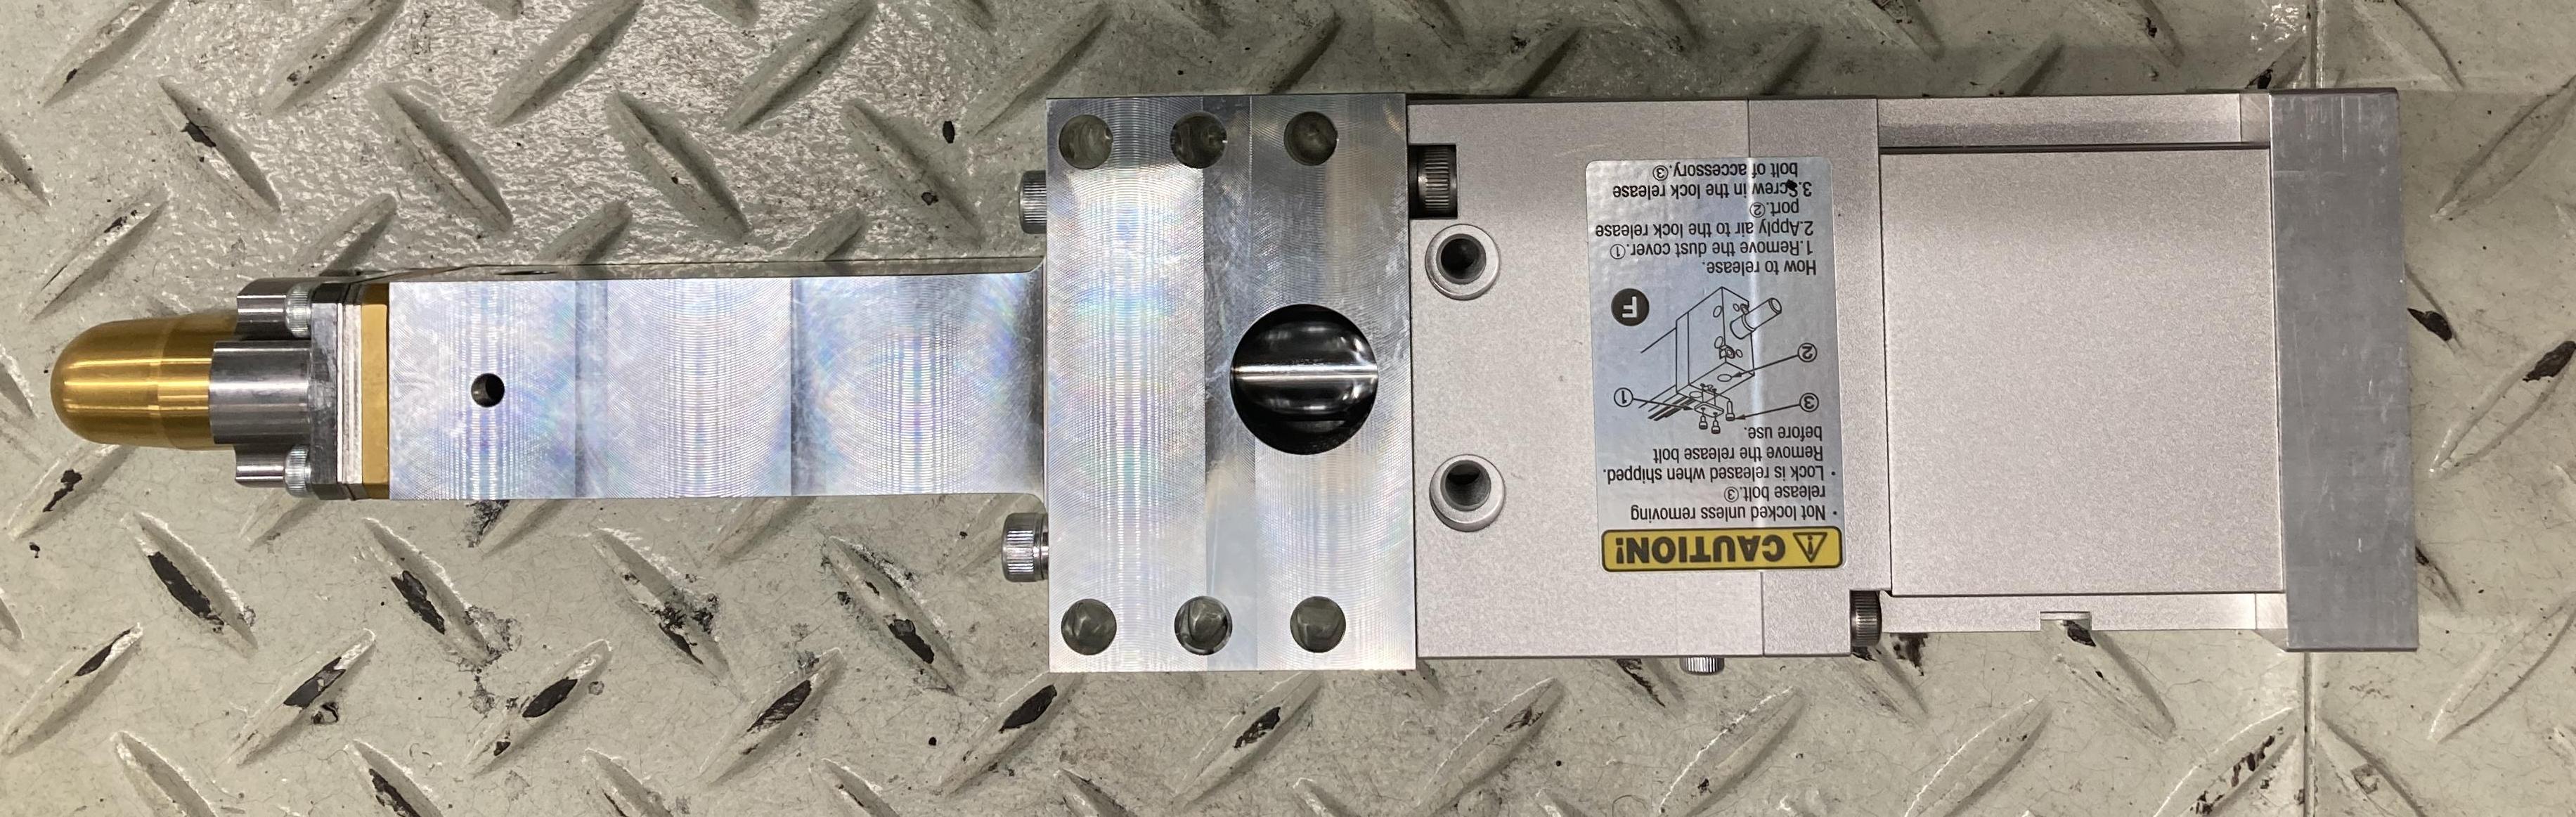 ⚠CAUTION!
・Not locked unless removing
release bolt.③
・Lock is released when shipped.
Remove the release bolt
before use.
③
①
②
F
How to release.
1.Remove the dust cover.①
2.Apply air to the lock release
port.②
3.Screw in the lock release
bolt of accessory.③